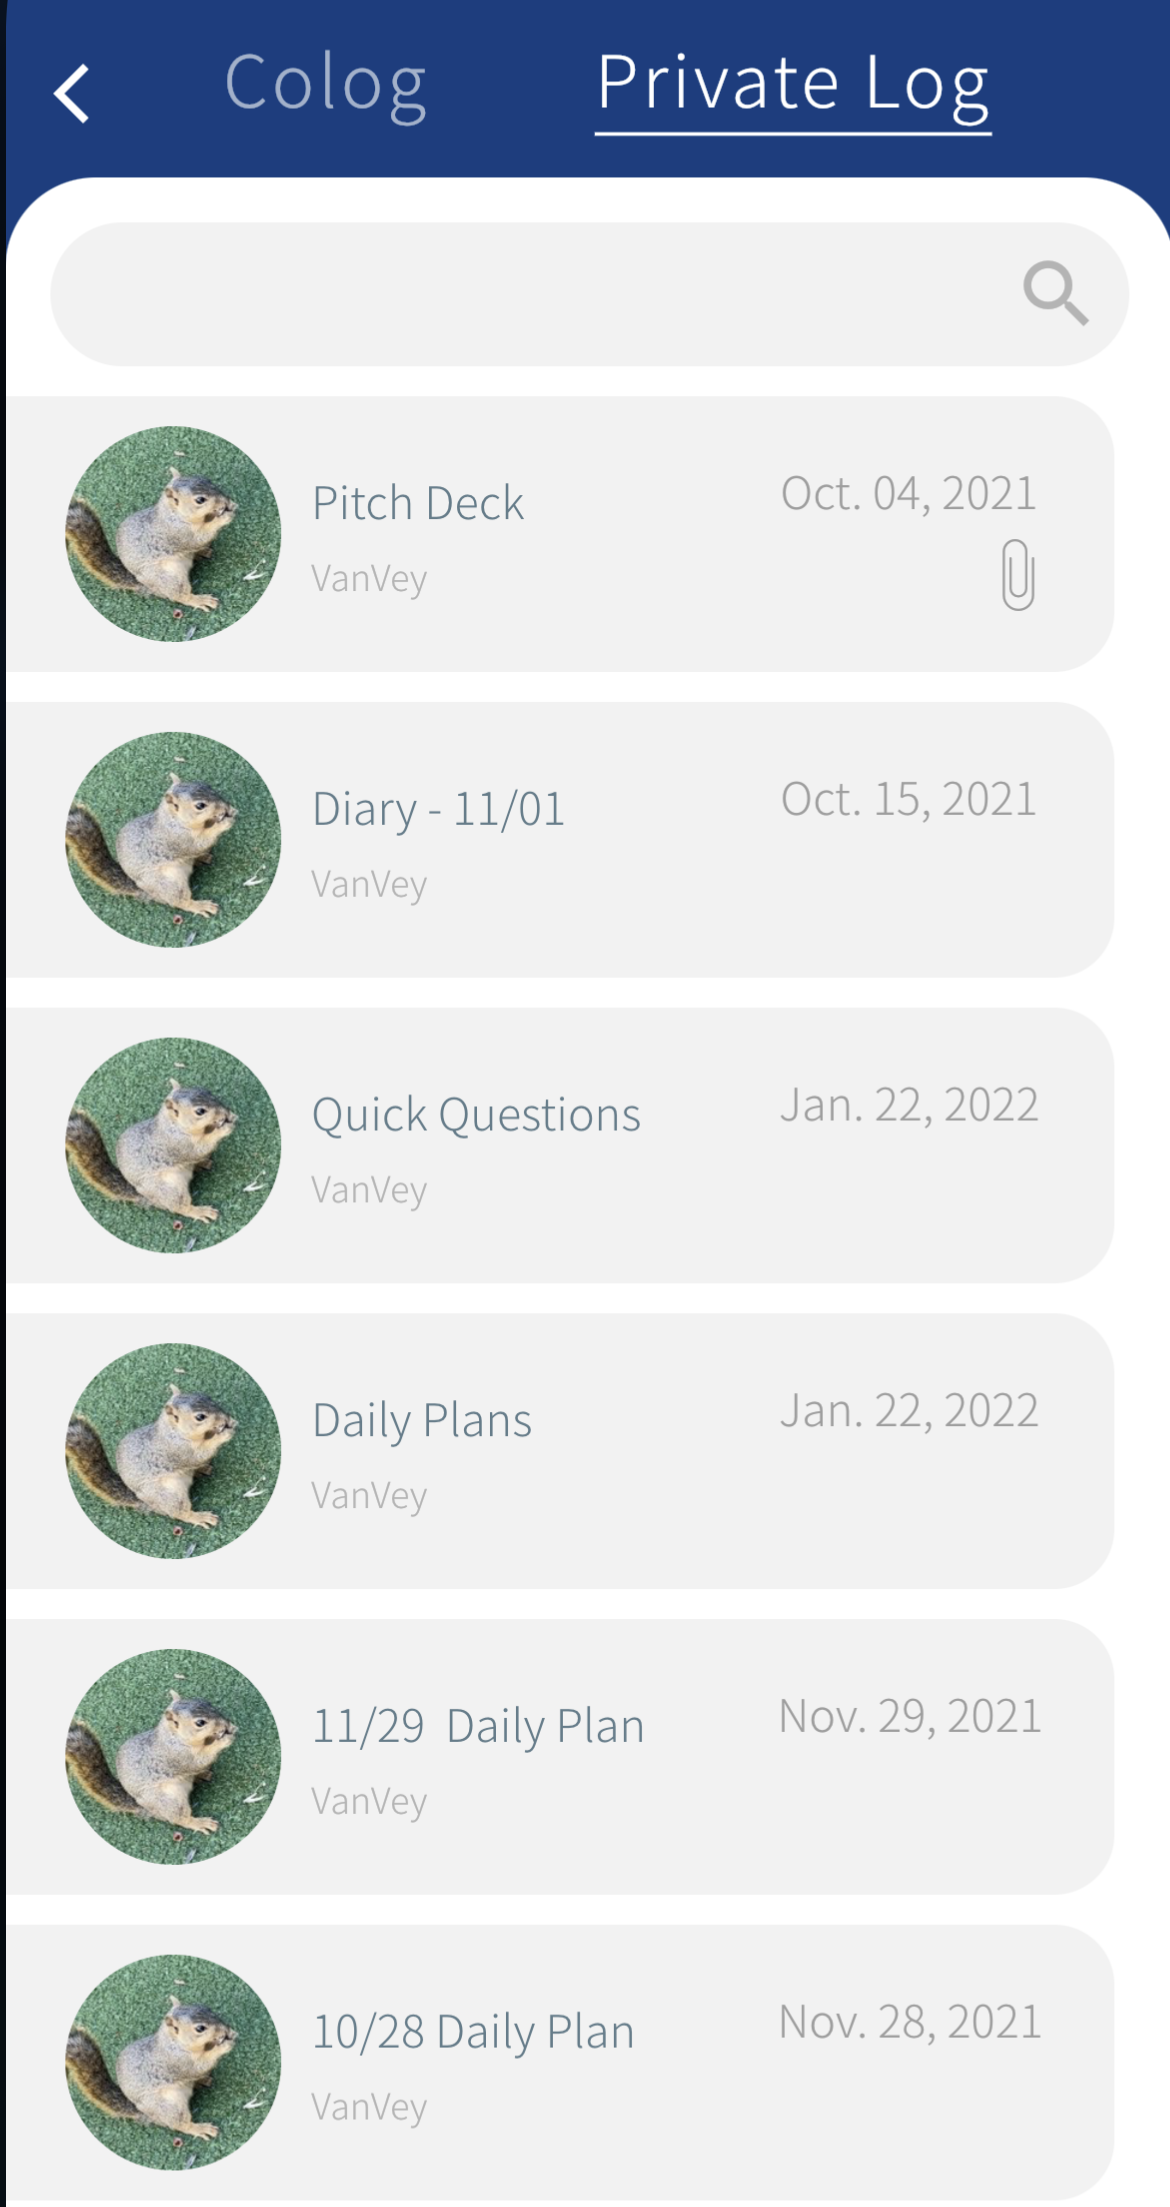 Colog Private Log
Pitch Deck Oct. 04, 2021
VanVey
Diary - 11/01 Oct. 15, 2021
VanVey
Quick Questions Jan. 22, 2022
VanVey
Daily Plans Jan. 22, 2022
VanVey
11/29  Daily Plan Nov. 29, 2021
VanVey
10/28 Daily Plan Nov. 28, 2021
VanVey